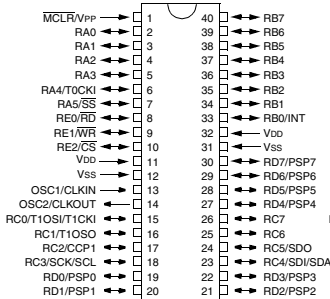 MCLR/VPP 1 40 RB7
RA0 2 39 RB6
RA1 3 38 RB5
RA2 4 37 RB4
RA3 5 36 RB3
RA4/T0CKI 6 35 RB2
RA5/SS 7 34 RB1
RE0/RD 8 33 RB0/INT
RE1/WR 9 32 VDD
RE2/CS 10 31 VSS
VDD 11 30 RD7/PSP7
VSS 12 29 RD6/PSP6
OSC1/CLKIN 13 28 RD5/PSP5
OSC2/CLKOUT 14 27 RD4/PSP4
RC0/T1OSI/T1CKI 15 26 RC7
RC1/T1OSO 16 25 RC6
RC2/CCP1 17 24 RC5/SDO
RC3/SCK/SCL 18 23 RC4/SDI/SDA
RD0/PSP0 19 22 RD3/PSP3
RD1/PSP1 20 21 RD2/PSP2